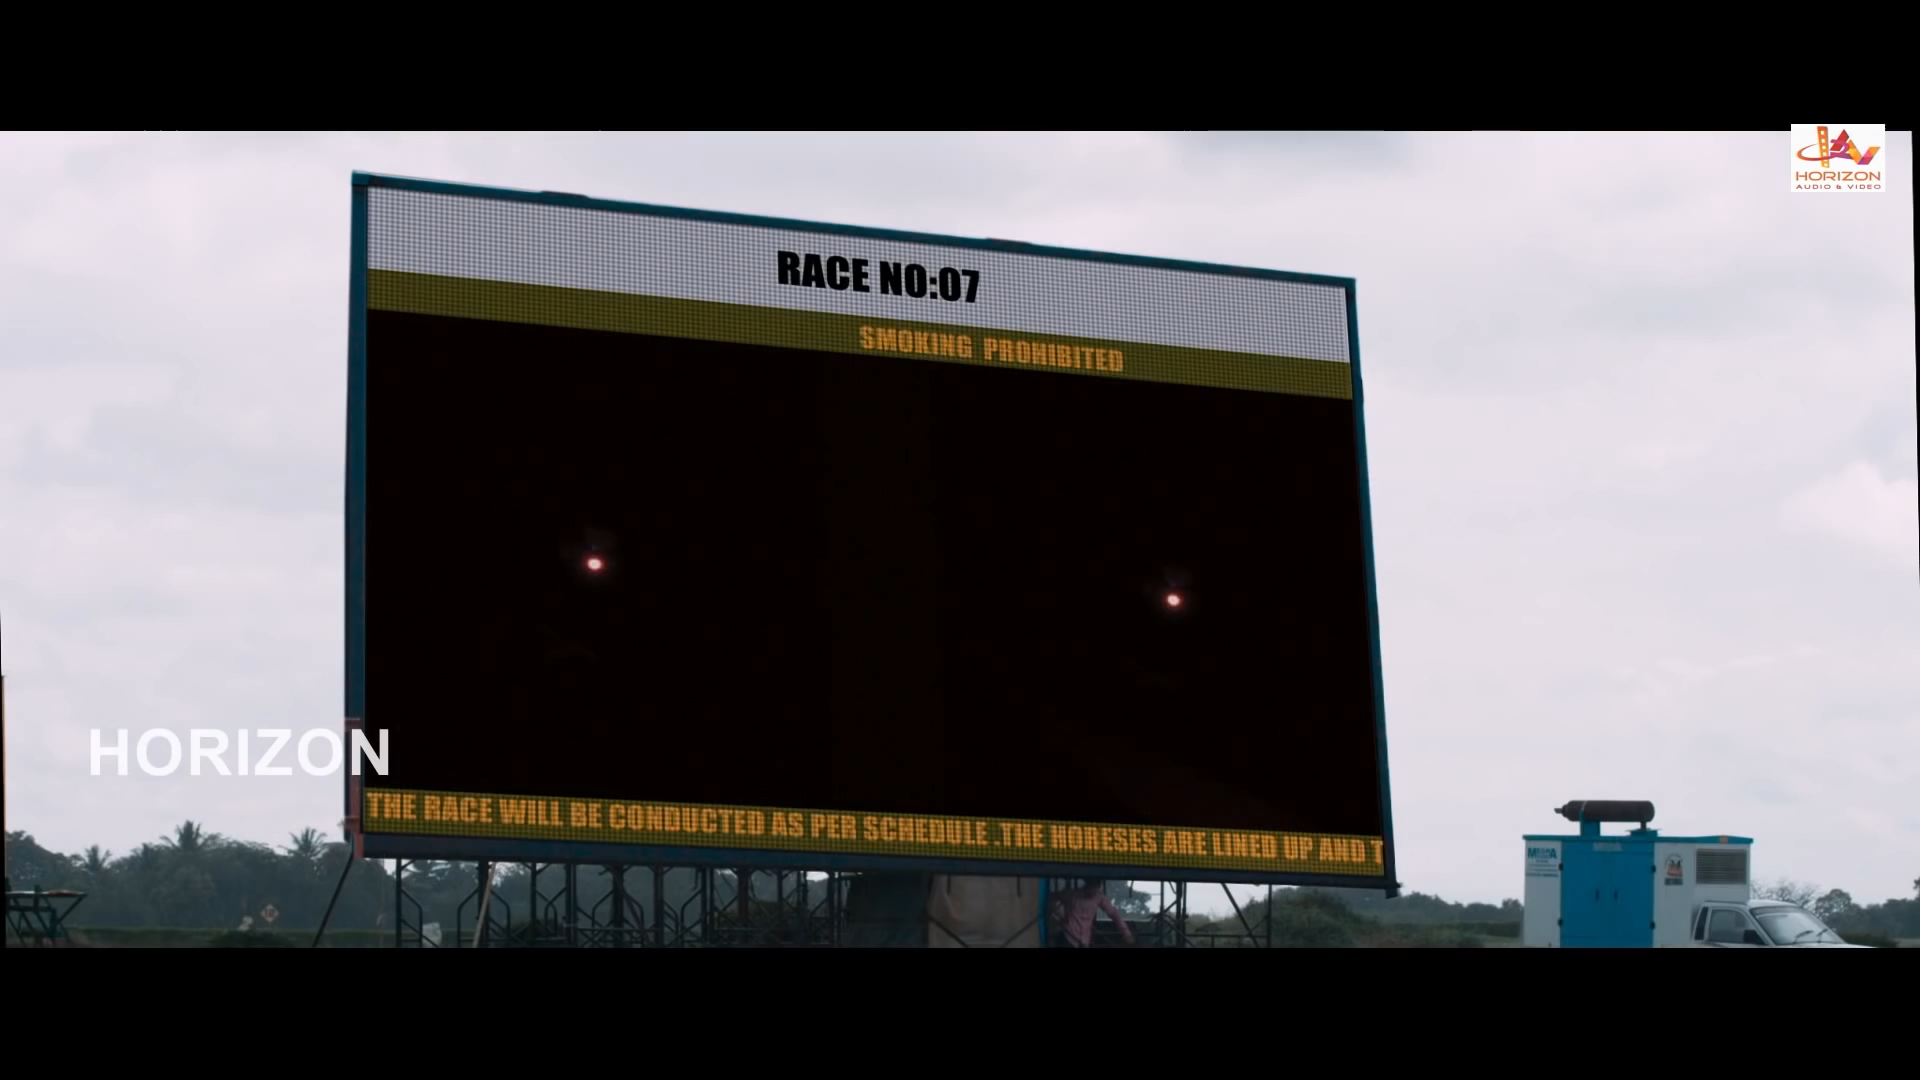 HORIZON
AUDIO & VIDEO
RACE NO:07
SMOKING PROHIBITED
HORIZON
THE RACE WILL BE CONDUCTED AS PER SCHEDULE .THE HORESES ARE LINED UP AND T